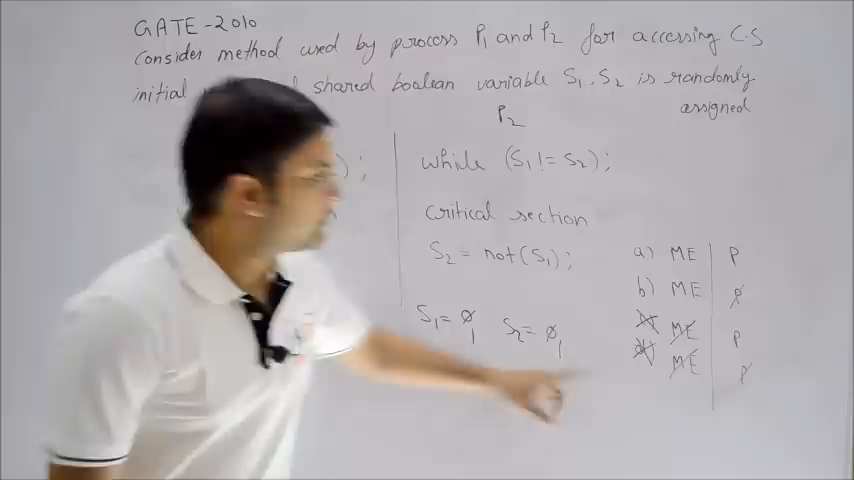 GATE-2010
Consider method used by process P1 and P2 for accessing C.S
initial shared boolean variable S1, S2 is randomly
assigned
P2
);
while (S1 != S2);
critical section
S2 = not(S1);
a) ME P
b) ME P
ME P
d) ME P
S1 = 0 S2 = 0
1 1